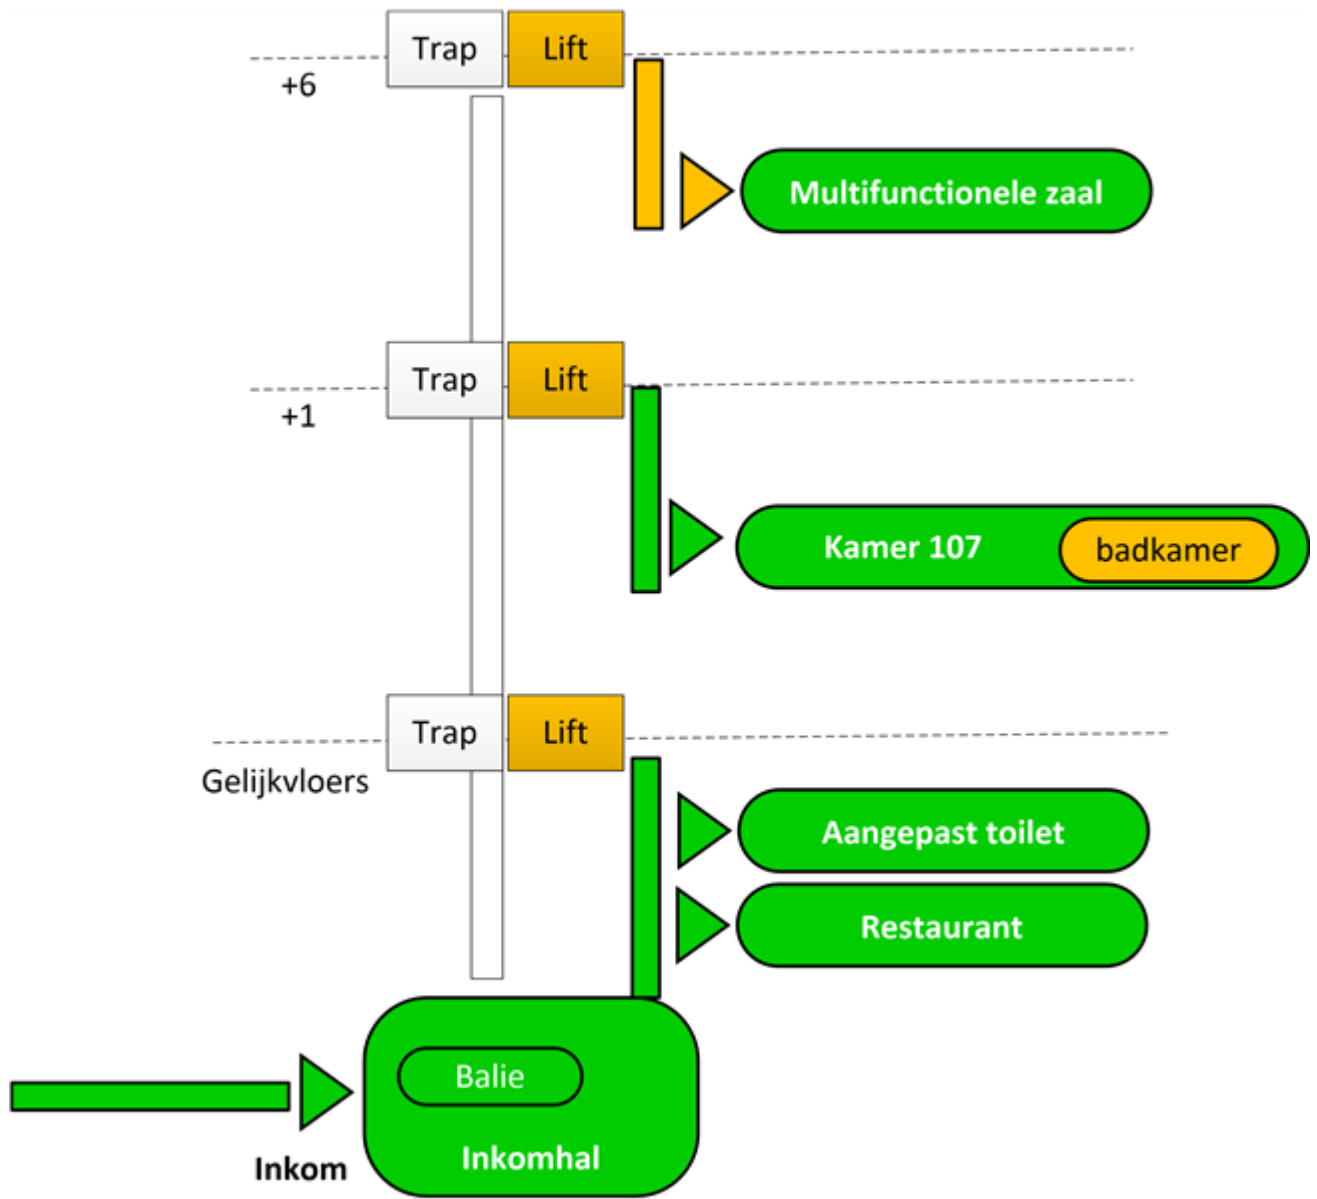 Trap
Lift
+6
Multifunctionele zaal
Trap
Lift
+1
Kamer 107
badkamer
Trap
Lift
Gelijkvloers
Aangepast toilet
Restaurant
Balie
Inkomhal
Inkom